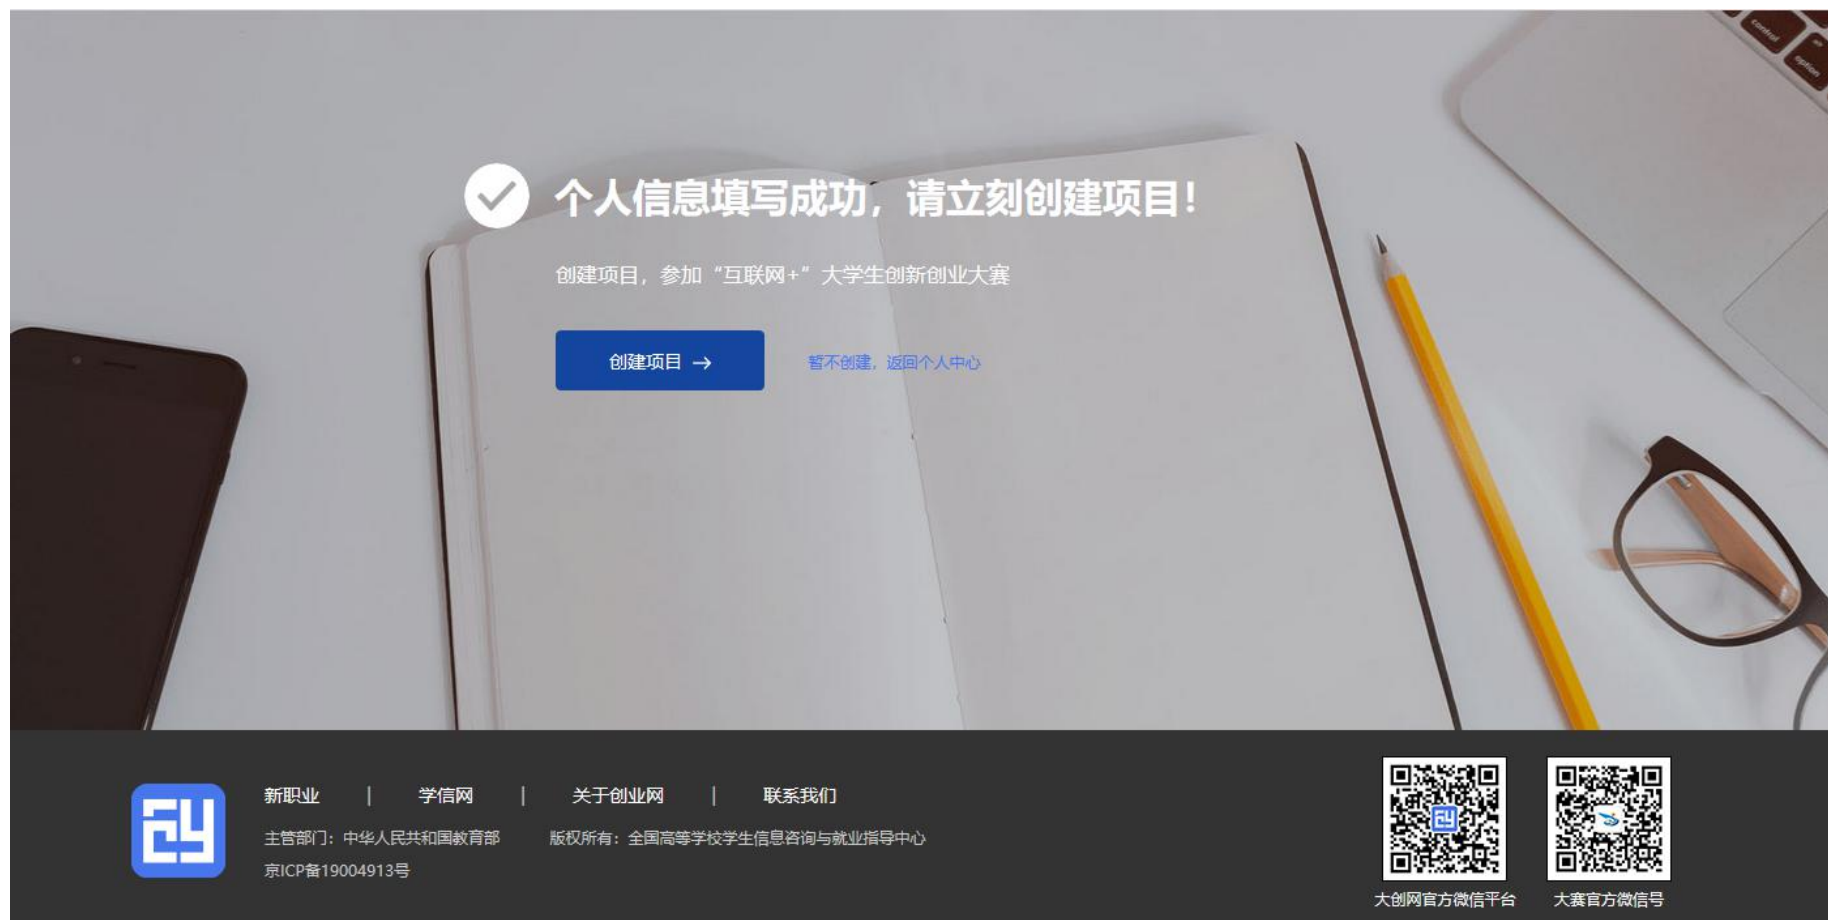 control
option
个人信息填写成功，请立刻创建项目！
创建项目，参加“互联网+”大学生创新创业大赛
创建项目 →
暂不创建，返回个人中心
新职业 | 学信网 | 关于创业网 | 联系我们
主管部门：中华人民共和国教育部 版权所有：全国高等学校学生信息咨询与就业指导中心
京ICP备19004913号
大创网官方微信平台
大赛官方微信号